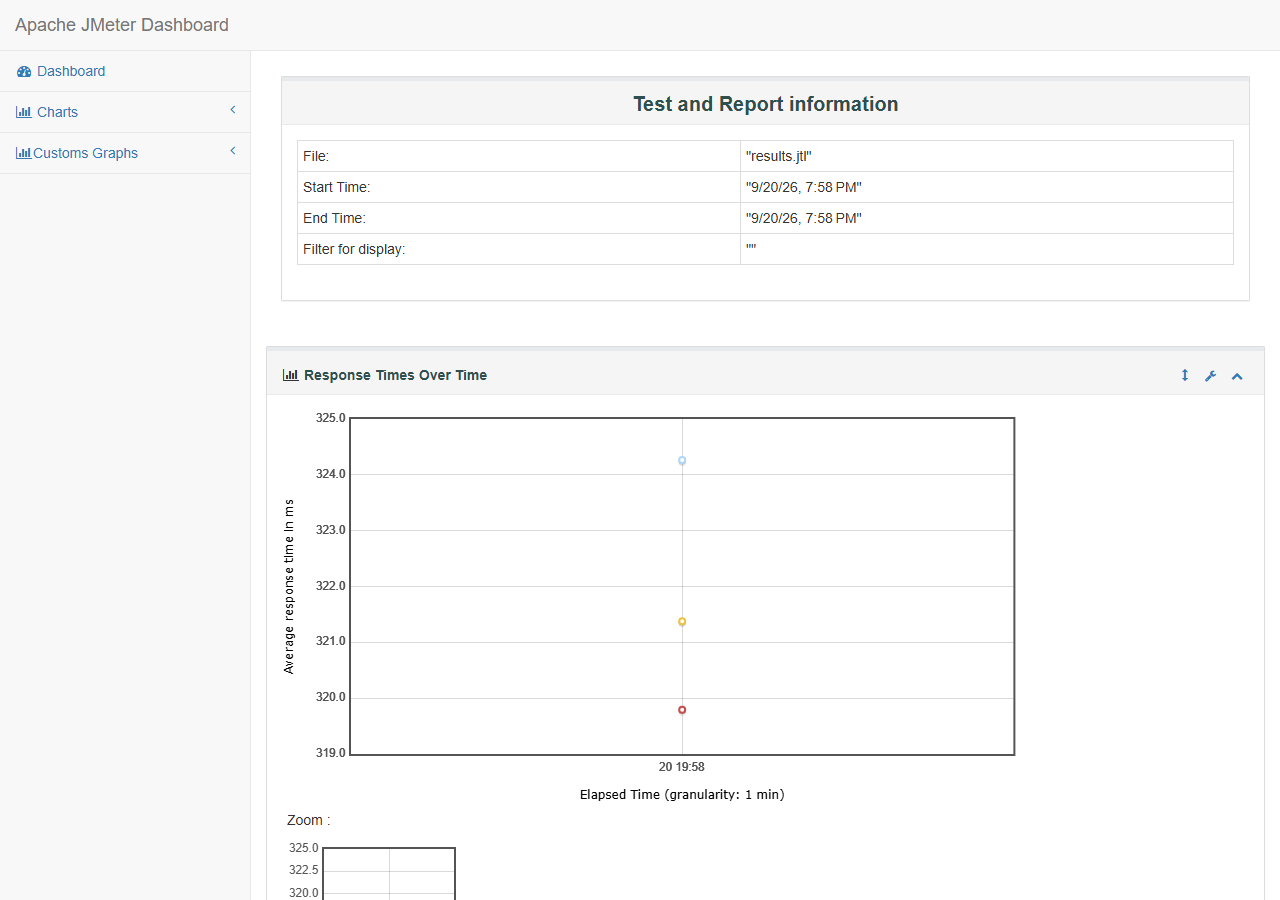 Apache JMeter Dashboard
Dashboard
Charts
Customs Graphs
Test and Report information
File: "results.jtl"
Start Time: "9/20/26, 7:58 PM"
End Time: "9/20/26, 7:58 PM"
Filter for display: ""
Response Times Over Time
325.0
324.0
323.0
322.0
321.0
320.0
319.0
Average response time in ms
20 19:58
Elapsed Time (granularity: 1 min)
Zoom :
325.0
322.5
320.0